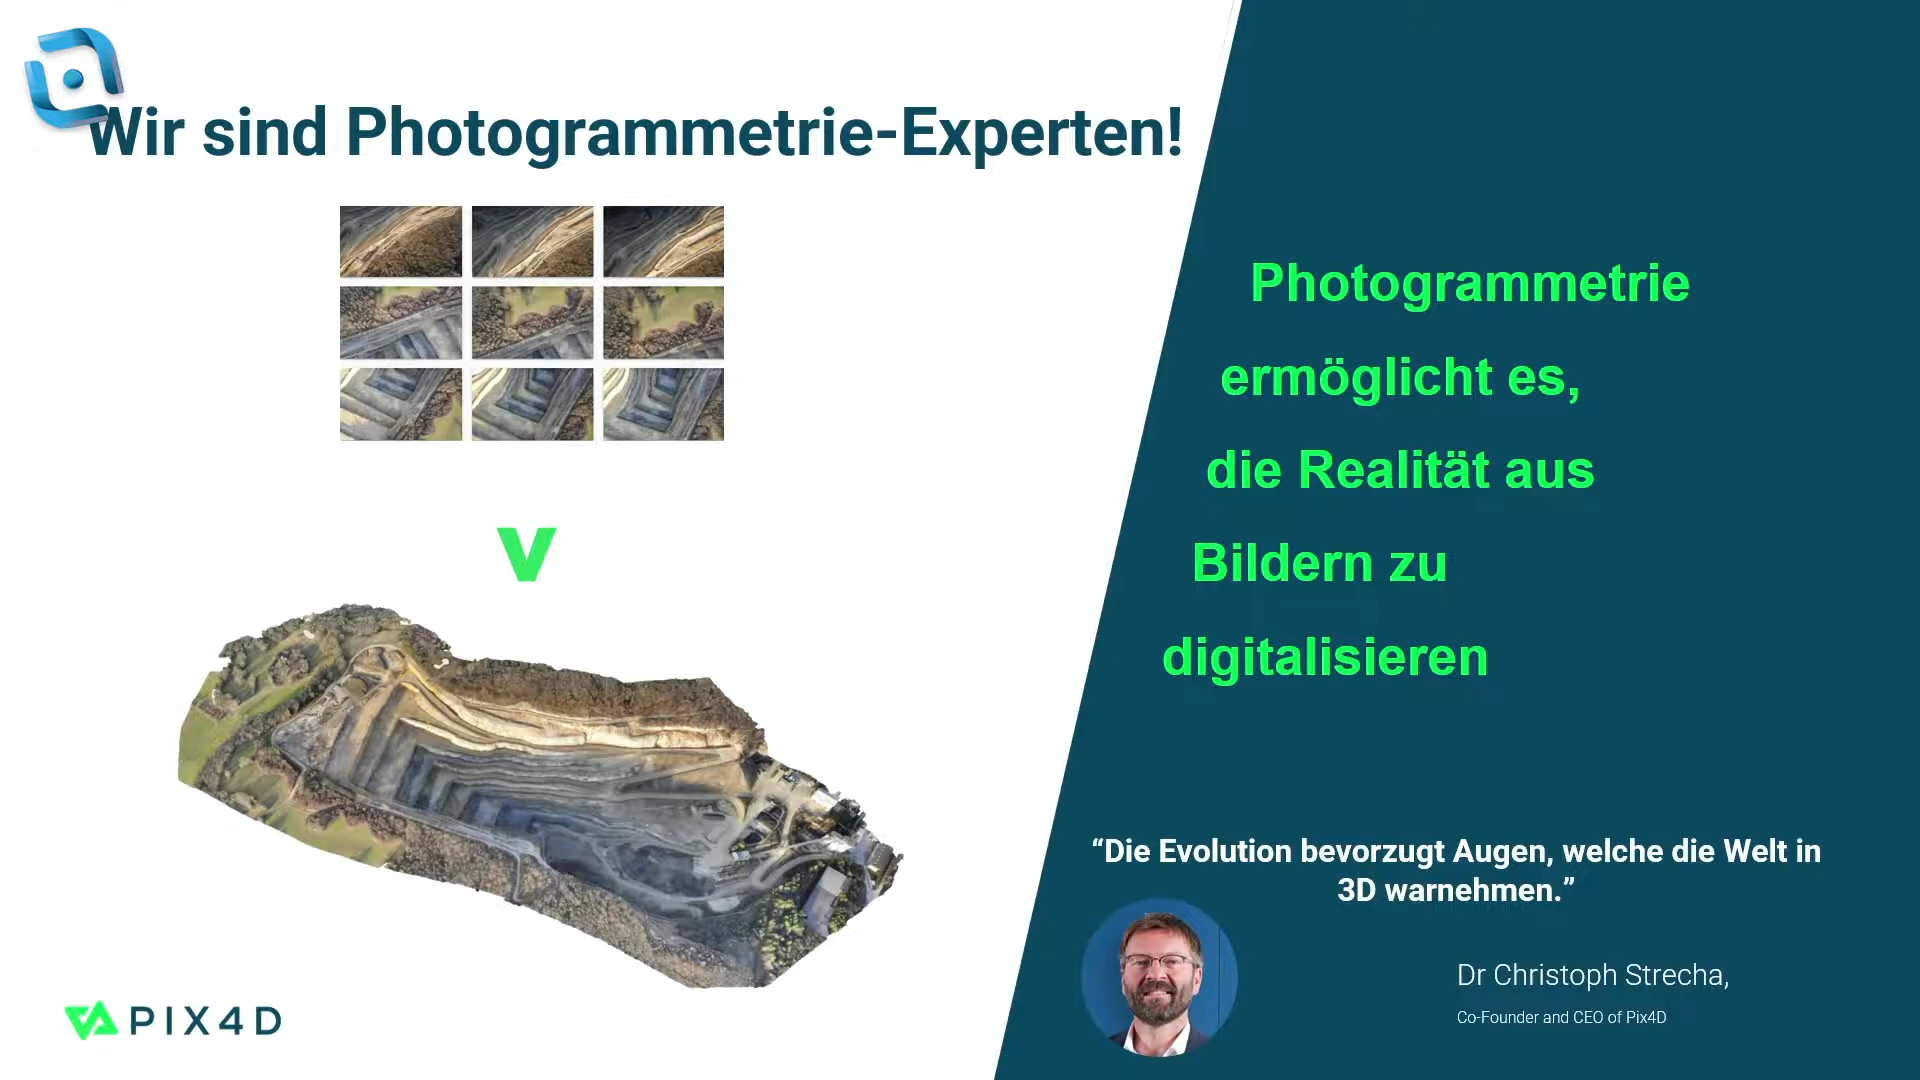 Wir sind Photogrammetrie-Experten!
Photogrammetrie
ermöglicht es,
die Realität aus
Bildern zu
digitalisieren
“Die Evolution bevorzugt Augen, welche die Welt in
3D warnehmen.”
Dr Christoph Strecha,
Co-Founder and CEO of Pix4D
PIX4D